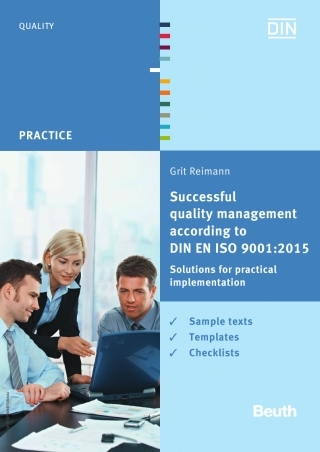 QUALITY
DIN
PRACTICE
Grit Reimann
Successful
quality management
according to
DIN EN ISO 9001:2015
Solutions for practical
implementation
✓ Sample texts
✓ Templates
✓ Checklists
Beuth